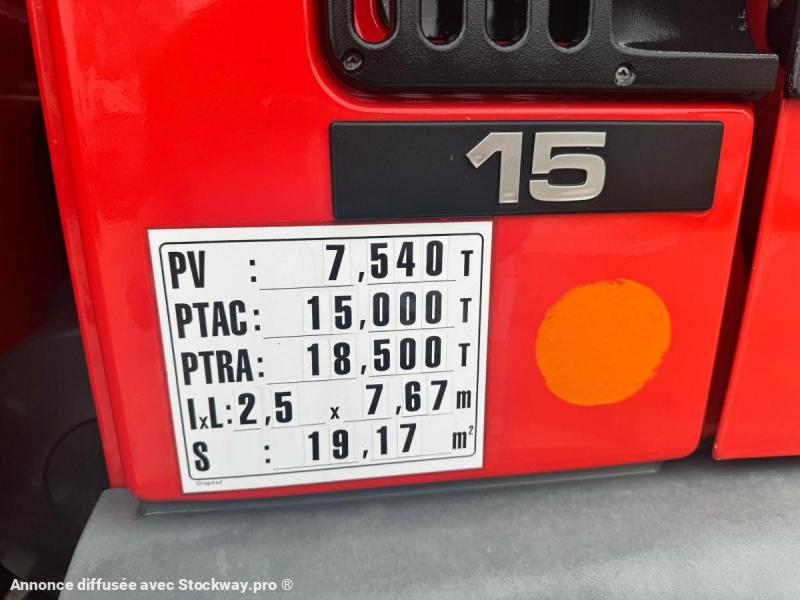 15
PV : 7,540 T
PTAC: 15,000 T
PTRA: 18,500 T
lxL: 2,5 x 7,67 m
S : 19,17 m²
Annonce diffusée avec Stockway.pro ®